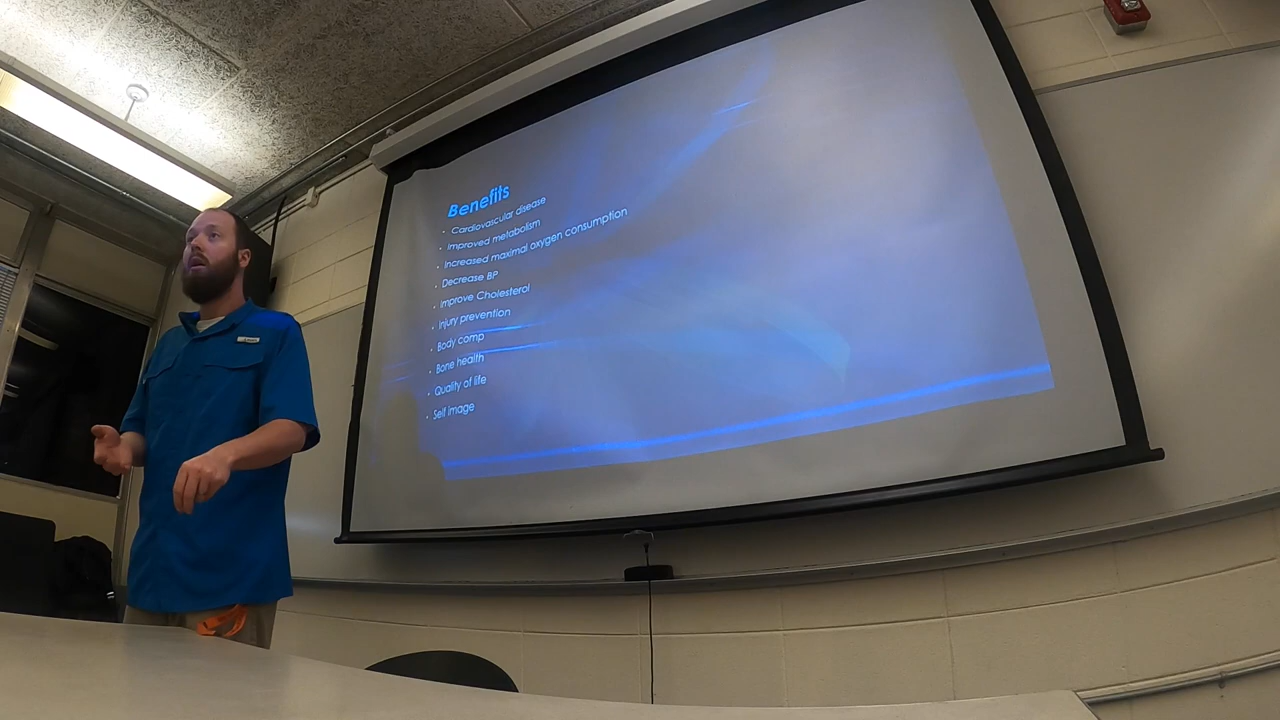 Benefits
Cardiovascular disease
Improved metabolism
Increased maximal oxygen consumption
Decrease BP
Improve Cholesterol
Injury prevention
Body comp
Bone health
Quality of life
Self image